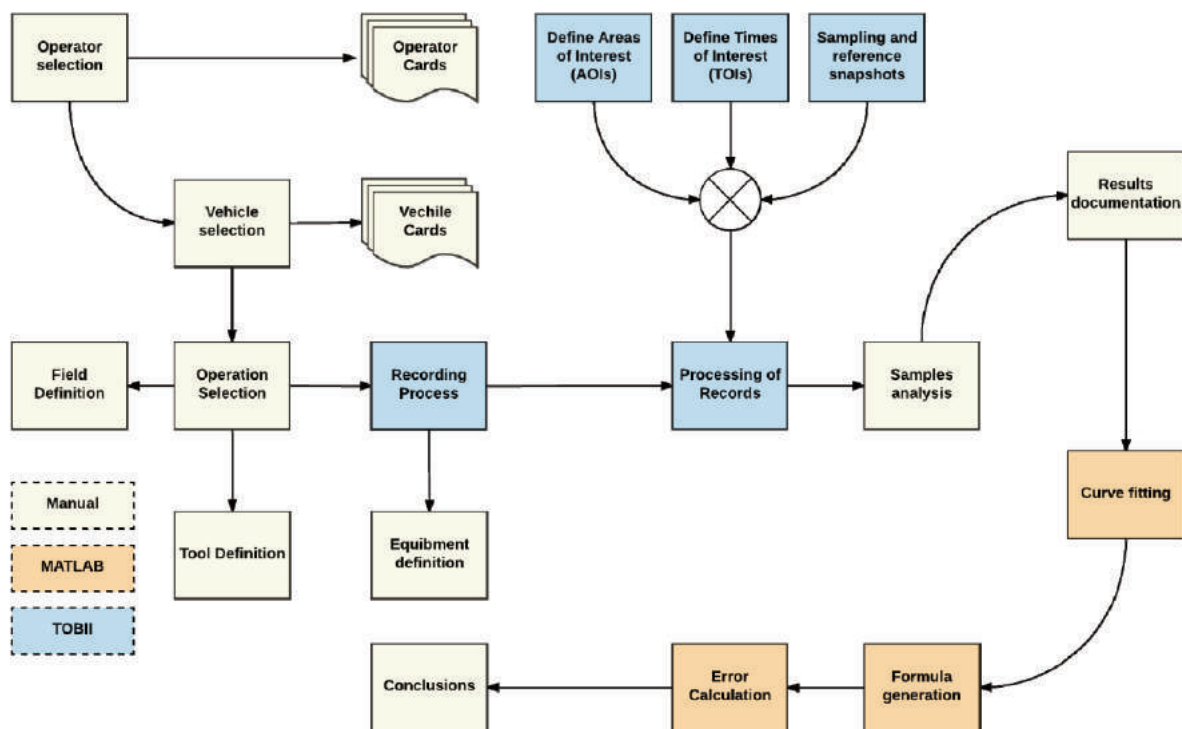 Operator
selection
Operator
Cards
Define Areas
of Interest
(AOIs)
Define Times
of Interest
(TOIs)
Sampling and
reference
snapshots
Vehicle
selection
Vechile
Cards
Results
documentation
Field
Definition
Operation
Selection
Recording
Process
Processing of
Records
Samples
analysis
Manual
MATLAB
TOBII
Tool Definition
Equibment
definition
Curve fitting
Conclusions
Error
Calculation
Formula
generation